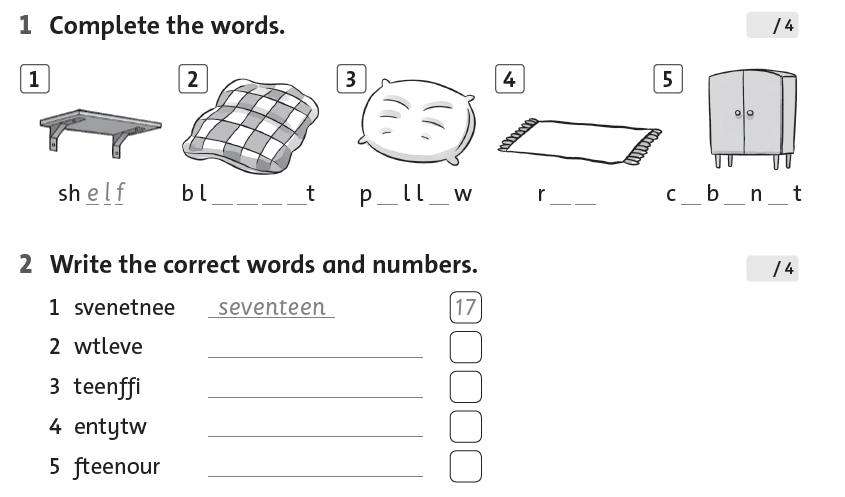 1 Complete the words. / 4
1 2 3 4 5
sh e l f b l _ _ _ _ t p _ l l _ w r _ _ c _ b _ n _ t
2 Write the correct words and numbers. / 4
1 svenetnee seventeen 17
2 wtleve
3 teenffi
4 entytw
5 fteenour